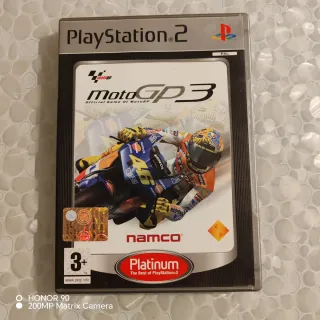 PlayStation 2
MotoGP 3
Official Game of MotoGP
46
namco
3+
Platinum
The Best of PlayStation 2
HONOR 90
200MP Matrix Camera